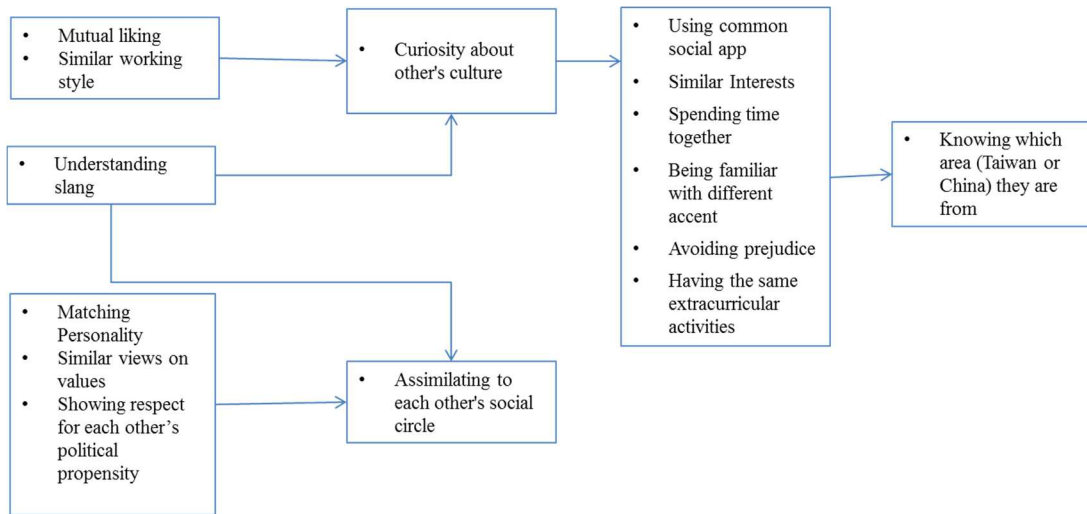 • Mutual liking
• Similar working
style
• Understanding
slang
• Matching
Personality
• Similar views on
values
• Showing respect
for each other’s
political
propensity
• Curiosity about
other's culture
• Assimilating to
each other's social
circle
• Using common
social app
• Similar Interests
• Spending time
together
• Being familiar
with different
accent
• Avoiding prejudice
• Having the same
extracurricular
activities
• Knowing which
area (Taiwan or
China) they are
from